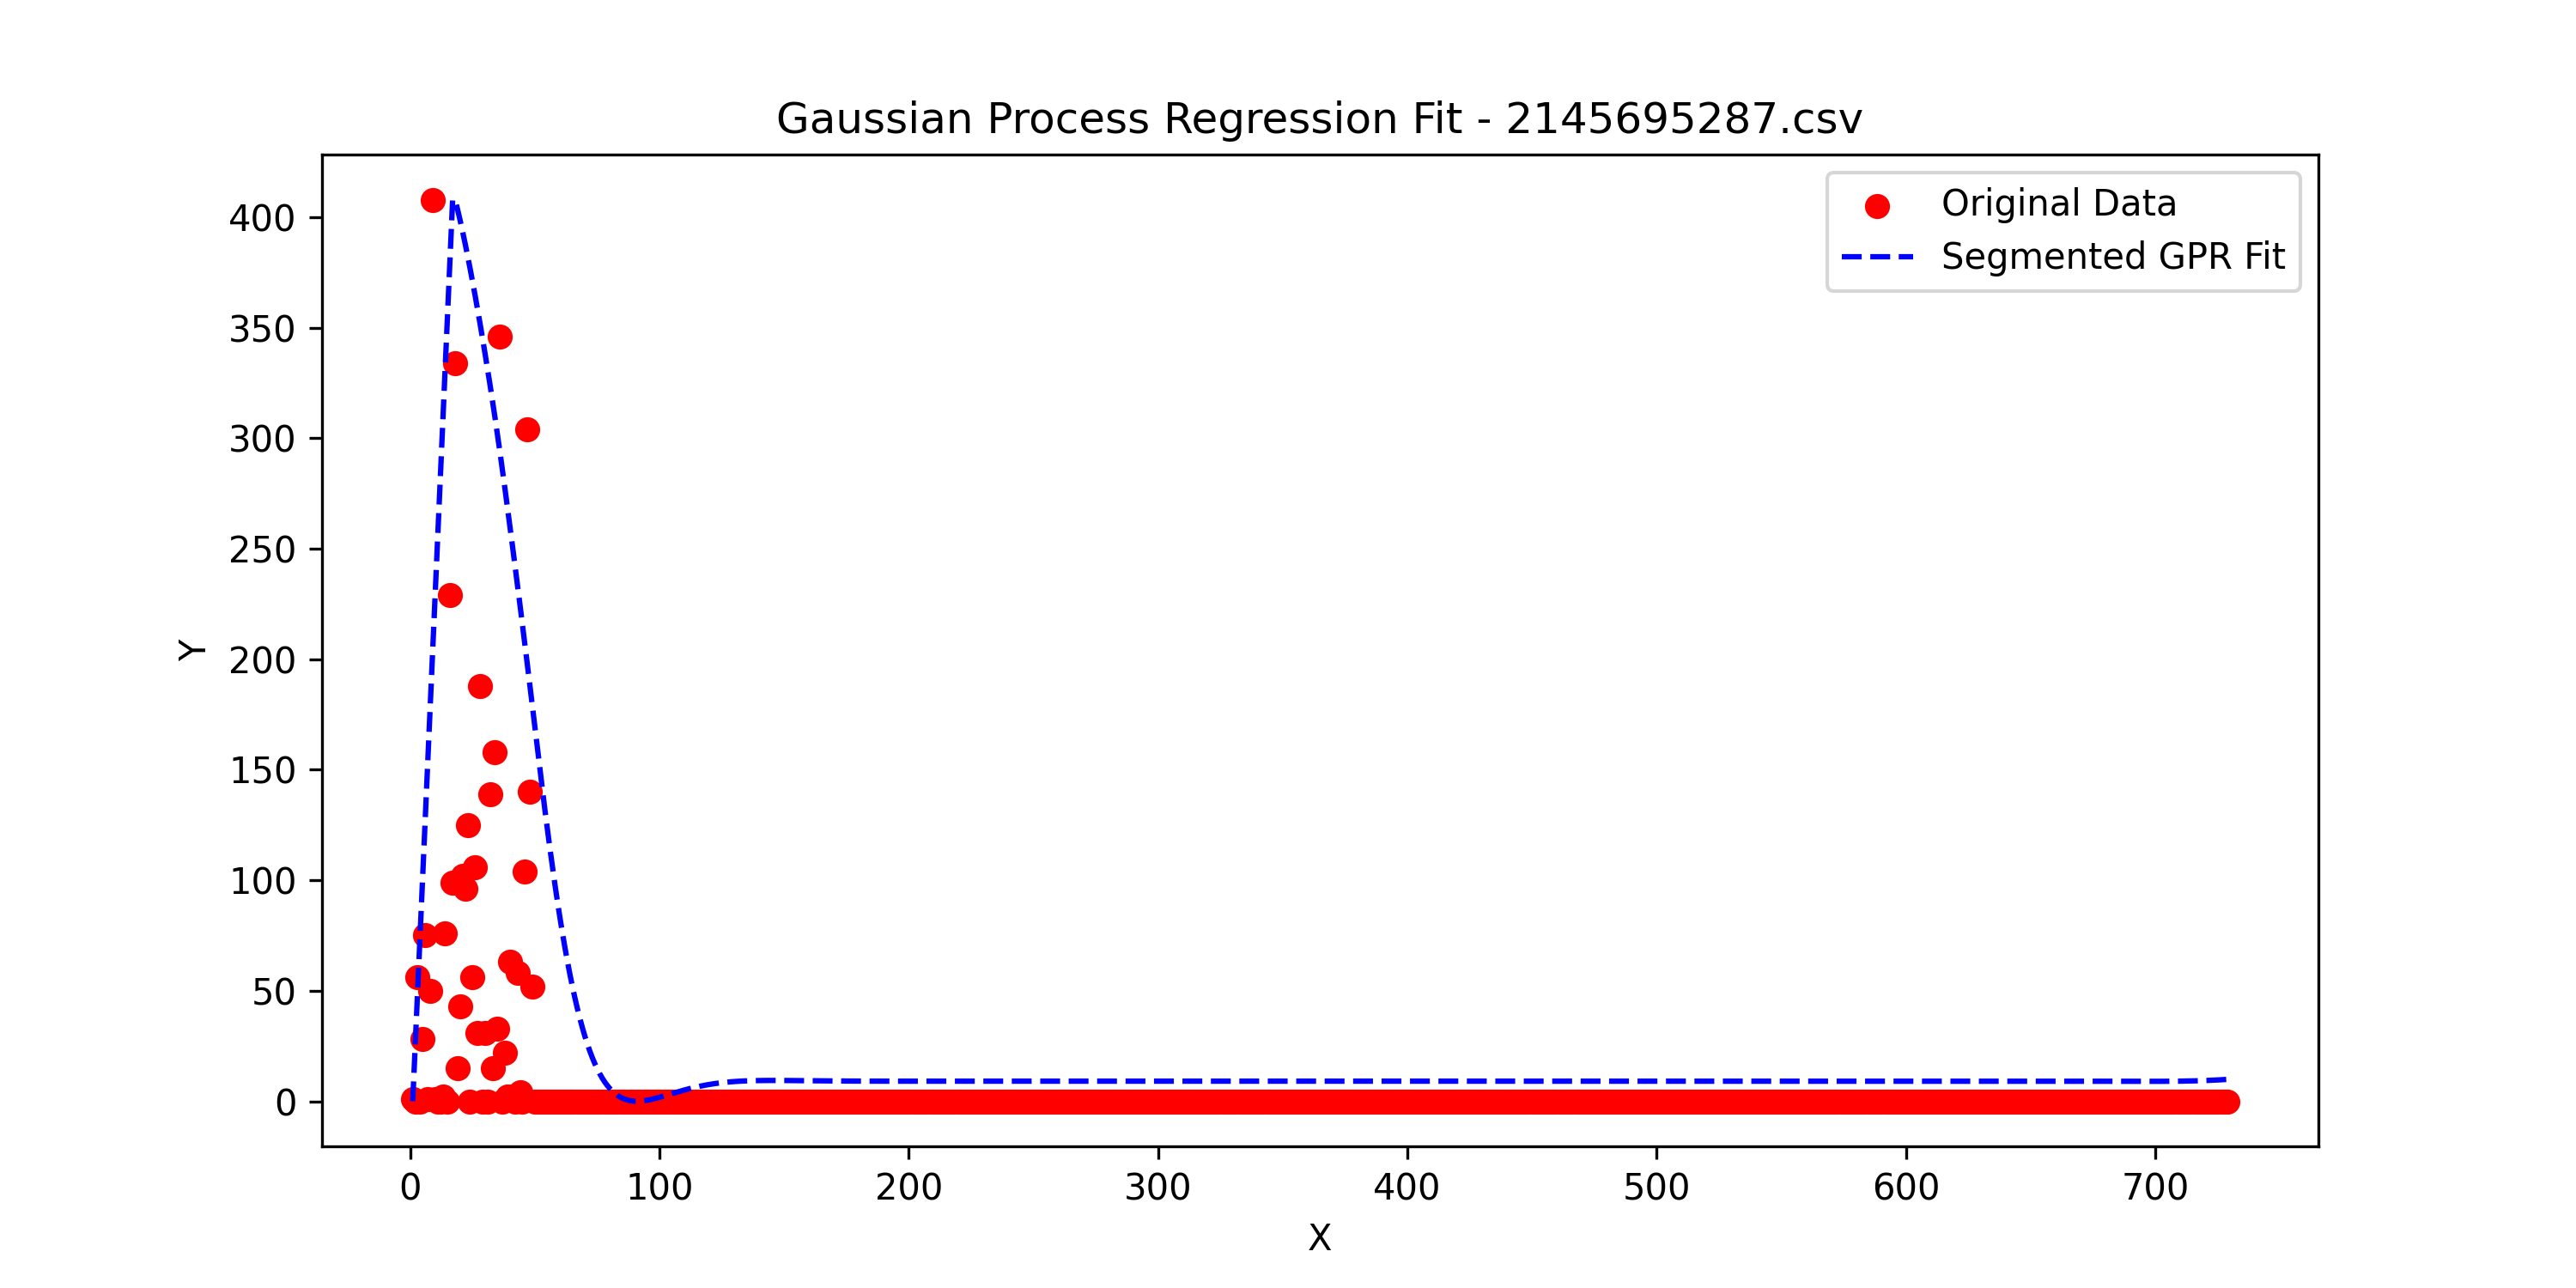 Gaussian Process Regression Fit - 2145695287.csv
Original Data
Segmented GPR Fit
400
350
300
250
200
150
100
50
0
Y
0 100 200 300 400 500 600 700
X